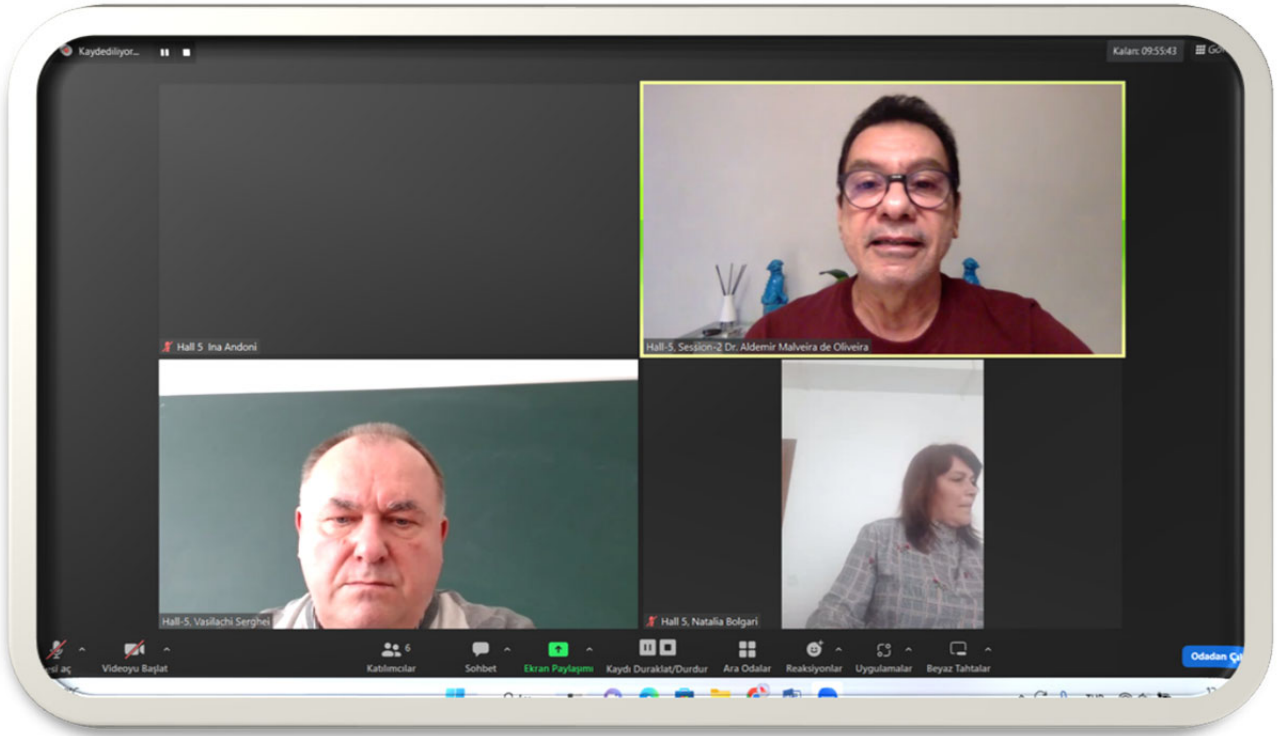 Kaydediliyor...
Kalan: 09:55:43
Hall 5 Ina Andoni
Hall-5, Session-2 Dr. Aldemir Malveira de Oliveira
Hall-5, Vasilachi Serghei
Hall 5, Natalia Bolgari
aç
Videoyu Başlat
6
Katılımcılar
Sohbet
Ekran Paylaşımı
Kaydı Duraklat/Durdur
Ara Odalar
Reaksiyonlar
Uygulamalar
Beyaz Tahtalar
Odadan